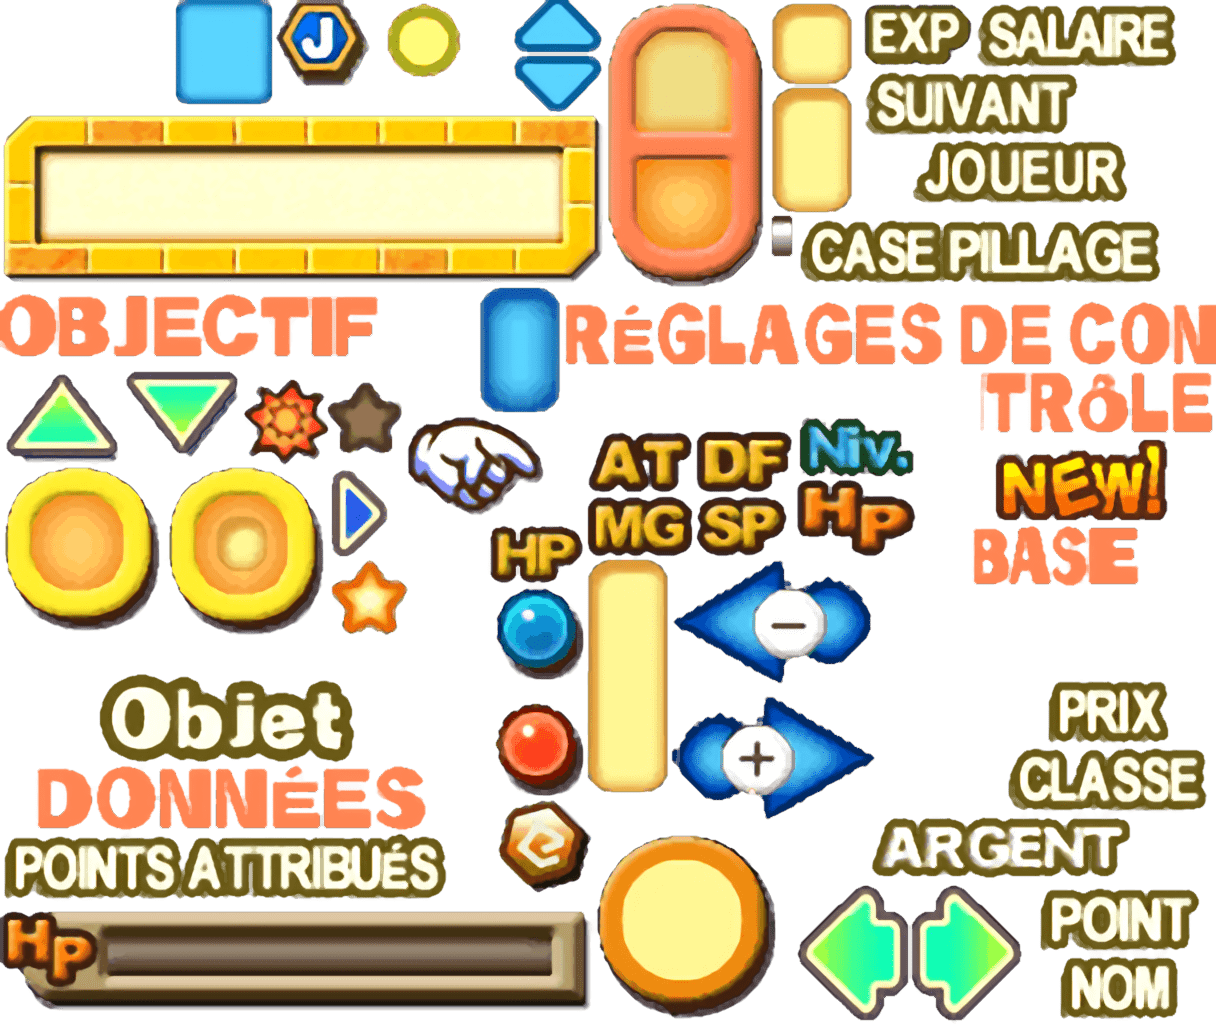 J
EXP SALAIRE
SUIVANT
JOUEUR
CASE PILLAGE
OBJECTIF
RÉGLAGES DE CON
TRÔLE
AT DF Niv.
MG SP HP
NEW!
HP
BASE
Objet
PRIX
DONNÉES
CLASSE
POINTS ATTRIBUÉS
ARGENT
POINT
HP
NOM